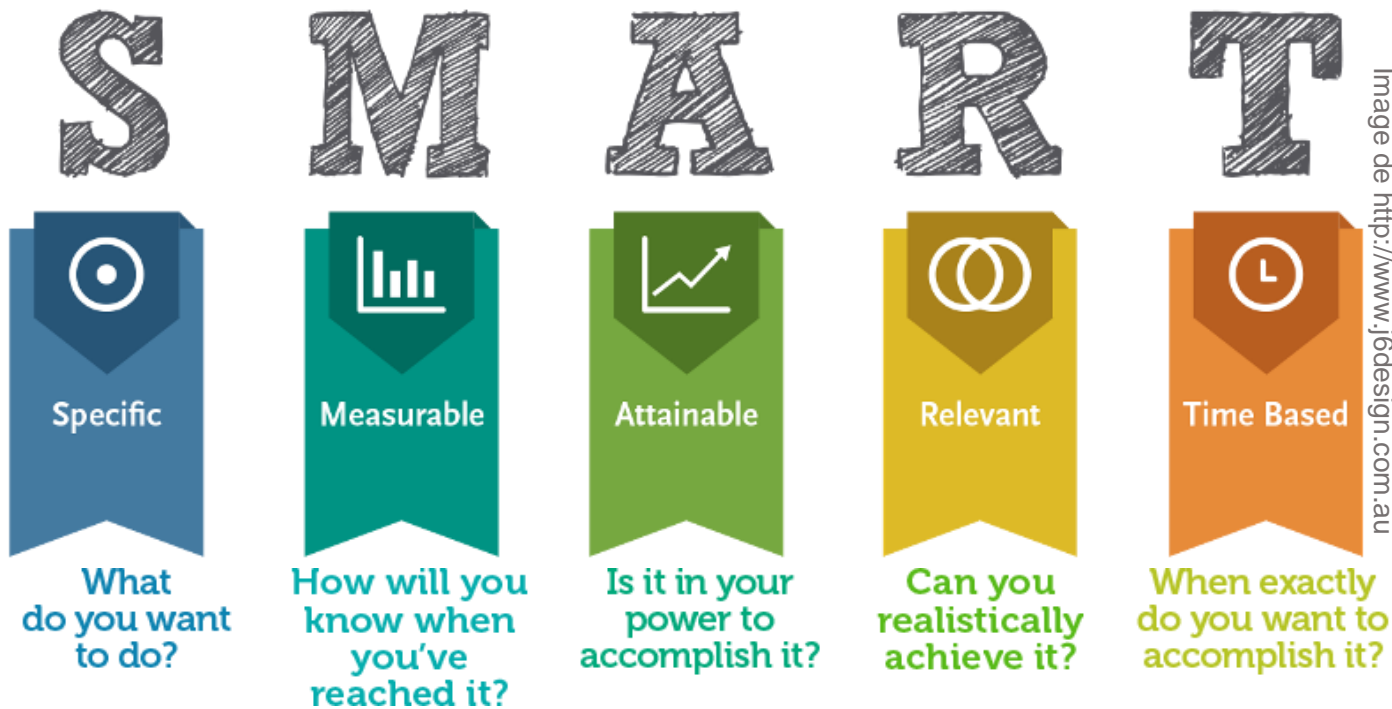 S M A R T
Specific
Measurable
Attainable
Relevant
Time Based
What
do you want
to do?
How will you
know when
you've
reached it?
Is it in your
power to
accomplish it?
Can you
realistically
achieve it?
When exactly
do you want to
accomplish it?
Image de http://www.j6design.com.au